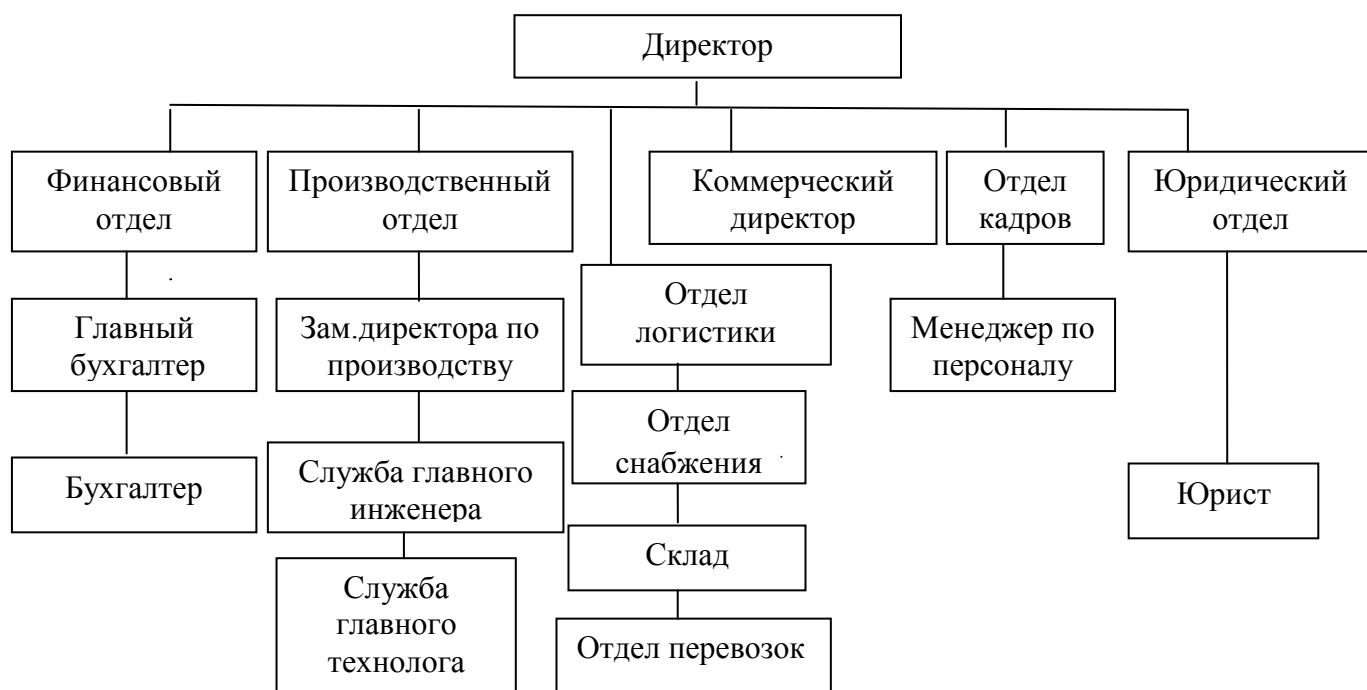 Директор
Финансовый
отдел
Производственный
отдел
Коммерческий
директор
Отдел
кадров
Юридический
отдел
Отдел
логистики
Главный
бухгалтер
Зам.директора по
производству
Менеджер по
персоналу
Отдел
снабжения
Бухгалтер
Служба главного
инженера
Юрист
Склад
Служба
главного
технолога
Отдел перевозок